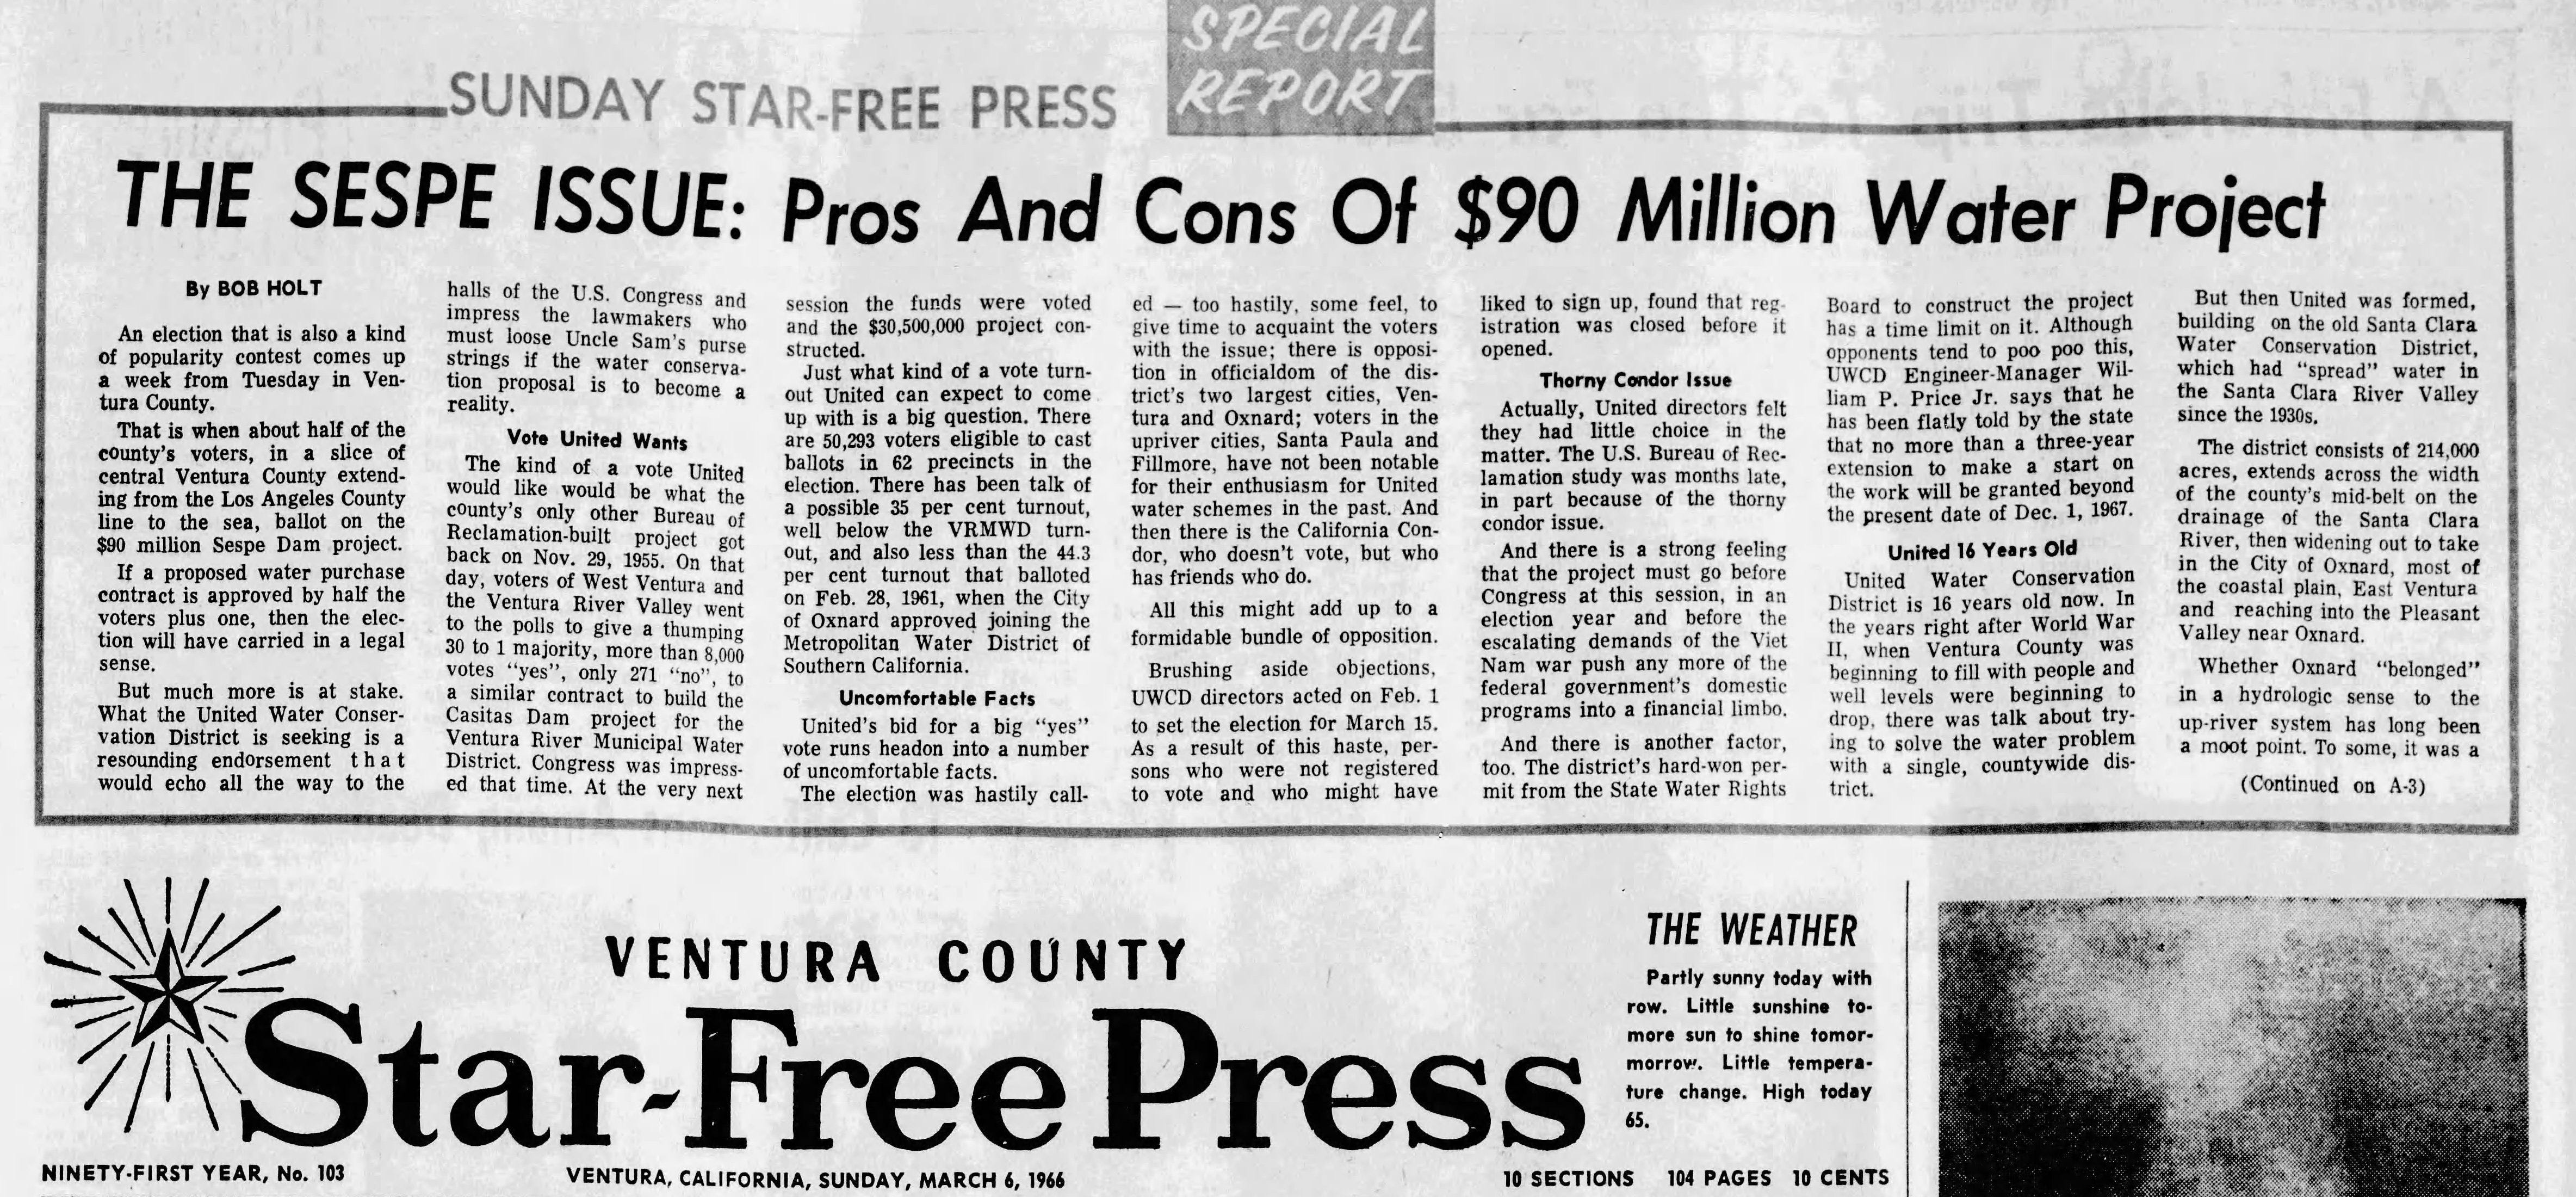 SPECIAL
REPORT
SUNDAY STAR-FREE PRESS
THE SESPE ISSUE: Pros And Cons Of $90 Million Water Project
By BOB HOLT
An election that is also a kind
of popularity contest comes up
a week from Tuesday in Ven-
tura County.
That is when about half of the
county's voters, in a slice of
central Ventura County extend-
ing from the Los Angeles County
line to the sea, ballot on the
$90 million Sespe Dam project.
If a proposed water purchase
contract is approved by half the
voters plus one, then the elec-
tion will have carried in a legal
sense.
But much more is at stake.
What the United Water Conser-
vation District is seeking is a
resounding endorsement that
would echo all the way to the
halls of the U.S. Congress and
impress the lawmakers who
must loose Uncle Sam's purse
strings if the water conserva-
tion proposal is to become a
reality.
Vote United Wants
The kind of a vote United
would like would be what the
county's only other Bureau of
Reclamation-built project got
back on Nov. 29, 1955. On that
day, voters of West Ventura and
the Ventura River Valley went
to the polls to give a thumping
30 to 1 majority, more than 8,000
votes "yes", only 271 "no", to
a similar contract to build the
Casitas Dam project for the
Ventura River Municipal Water
District. Congress was impress-
ed that time. At the very next
session the funds were voted
and the $30,500,000 project con-
structed.
Just what kind of a vote turn-
out United can expect to come
up with is a big question. There
are 50,293 voters eligible to cast
ballots in 62 precincts in the
election. There has been talk of
a possible 35 per cent turnout,
well below the VRMWD turn-
out, and also less than the 44.3
per cent turnout that balloted
on Feb. 28, 1961, when the City
of Oxnard approved joining the
Metropolitan Water District of
Southern California.
Uncomfortable Facts
United's bid for a big "yes"
vote runs headon into a number
of uncomfortable facts.
The election was hastily call-
ed — too hastily, some feel, to
give time to acquaint the voters
with the issue; there is opposi-
tion in officialdom of the dis-
trict's two largest cities, Ven-
tura and Oxnard; voters in the
upriver cities, Santa Paula and
Fillmore, have not been notable
for their enthusiasm for United
water schemes in the past. And
then there is the California Con-
dor, who doesn't vote, but who
has friends who do.
All this might add up to a
formidable bundle of opposition.
Brushing aside objections,
UWCD directors acted on Feb. 1
to set the election for March 15.
As a result of this haste, per-
sons who were not registered
to vote and who might have
liked to sign up, found that reg-
istration was closed before it
opened.
Thorny Condor Issue
Actually, United directors felt
they had little choice in the
matter. The U.S. Bureau of Rec-
lamation study was months late,
in part because of the thorny
condor issue.
And there is a strong feeling
that the project must go before
Congress at this session, in an
election year and before the
escalating demands of the Viet
Nam war push any more of the
federal government's domestic
programs into a financial limbo.
And there is another factor,
too. The district's hard-won per-
mit from the State Water Rights
Board to construct the project
has a time limit on it. Although
opponents tend to poo poo this,
UWCD Engineer-Manager Wil-
liam P. Price Jr. says that he
has been flatly told by the state
that no more than a three-year
extension to make a start on
the work will be granted beyond
the present date of Dec. 1, 1967.
United 16 Years Old
United Water Conservation
District is 16 years old now. In
the years right after World War
II, when Ventura County was
beginning to fill with people and
well levels were beginning to
drop, there was talk about try-
ing to solve the water problem
with a single, countywide dis-
trict.
But then United was formed,
building on the old Santa Clara
Water Conservation District,
which had "spread" water in
the Santa Clara River Valley
since the 1930s.
The district consists of 214,000
acres, extends across the width
of the county's mid-belt on the
drainage of the Santa Clara
River, then widening out to take
in the City of Oxnard, most of
the coastal plain, East Ventura
and reaching into the Pleasant
Valley near Oxnard.
Whether Oxnard "belonged"
in a hydrologic sense to the
up-river system has long been
a moot point. To some, it was a
(Continued on A-3)
VENTURA COUNTY
Star-Free Press
THE WEATHER
Partly sunny today with
row. Little sunshine to-
more sun to shine tomor-
morrow. Little tempera-
ture change. High today
65.
NINETY-FIRST YEAR, No. 103
VENTURA, CALIFORNIA, SUNDAY, MARCH 6, 1966
10 SECTIONS 104 PAGES 10 CENTS